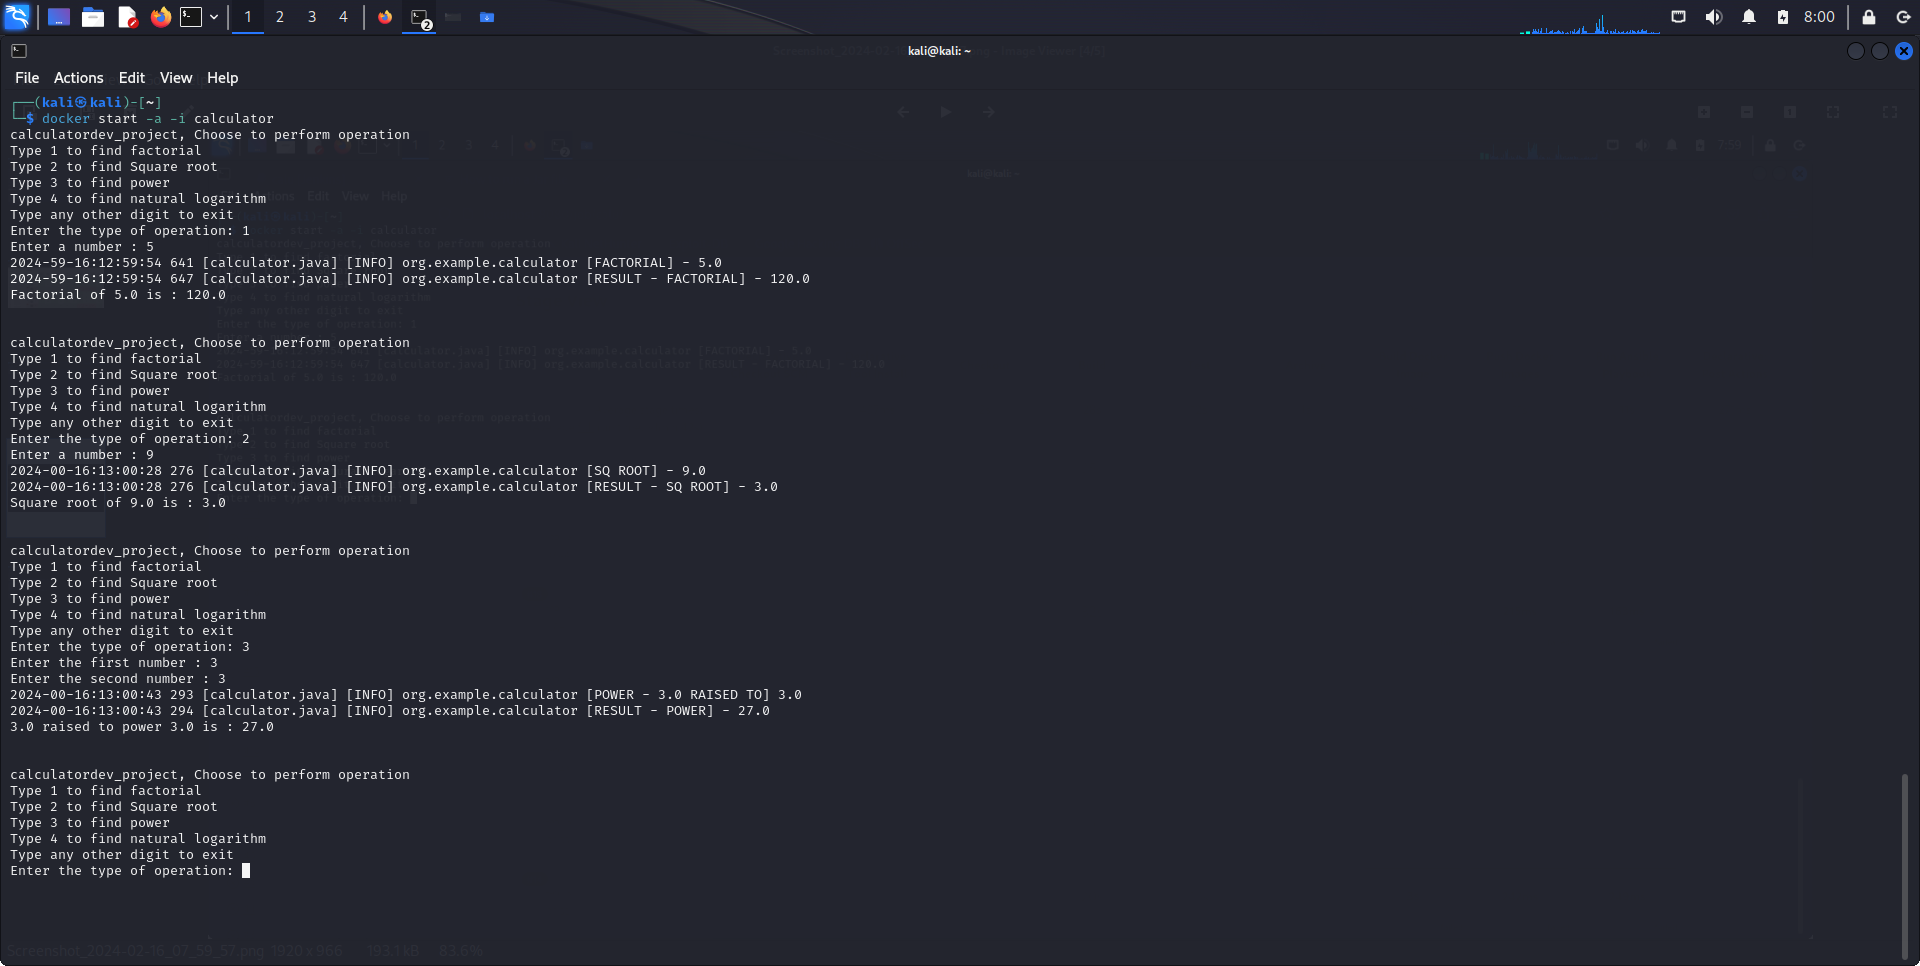 1 2 3 4
2
8:00
kali@kali: ~
File Actions Edit View Help
┌──(kali㉿kali)-[~]
└─$ docker start -a -i calculator
calculatordev_project, Choose to perform operation
Type 1 to find factorial
Type 2 to find Square root
Type 3 to find power
Type 4 to find natural logarithm
Type any other digit to exit
Enter the type of operation: 1
Enter a number : 5
2024-59-16:12:59:54 641 [calculator.java] [INFO] org.example.calculator [FACTORIAL] - 5.0
2024-59-16:12:59:54 647 [calculator.java] [INFO] org.example.calculator [RESULT - FACTORIAL] - 120.0
Factorial of 5.0 is : 120.0
calculatordev_project, Choose to perform operation
Type 1 to find factorial
Type 2 to find Square root
Type 3 to find power
Type 4 to find natural logarithm
Type any other digit to exit
Enter the type of operation: 2
Enter a number : 9
2024-00-16:13:00:28 276 [calculator.java] [INFO] org.example.calculator [SQ ROOT] - 9.0
2024-00-16:13:00:28 276 [calculator.java] [INFO] org.example.calculator [RESULT - SQ ROOT] - 3.0
Square root of 9.0 is : 3.0
calculatordev_project, Choose to perform operation
Type 1 to find factorial
Type 2 to find Square root
Type 3 to find power
Type 4 to find natural logarithm
Type any other digit to exit
Enter the type of operation: 3
Enter the first number : 3
Enter the second number : 3
2024-00-16:13:00:43 293 [calculator.java] [INFO] org.example.calculator [POWER - 3.0 RAISED TO] 3.0
2024-00-16:13:00:43 294 [calculator.java] [INFO] org.example.calculator [RESULT - POWER] - 27.0
3.0 raised to power 3.0 is : 27.0
calculatordev_project, Choose to perform operation
Type 1 to find factorial
Type 2 to find Square root
Type 3 to find power
Type 4 to find natural logarithm
Type any other digit to exit
Enter the type of operation:
Screenshot_2024-02-16_07_59_57.png 1920 x 966 193.1 kB 83.6%